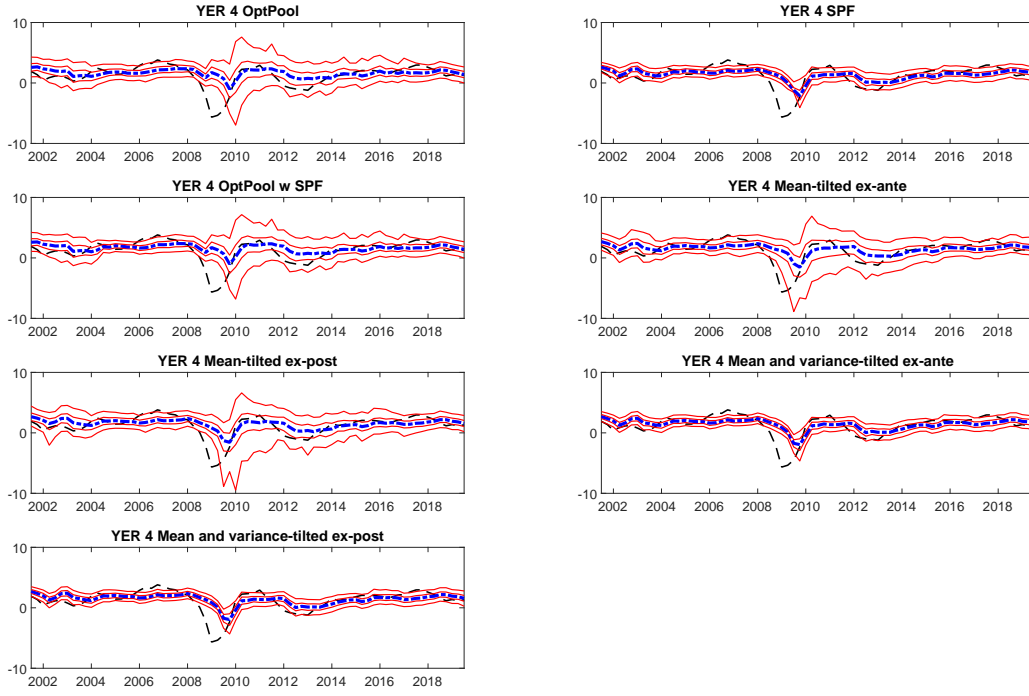 YER 4 OptPool
10
0
-10
2002 2004 2006 2008 2010 2012 2014 2016 2018
YER 4 SPF
10
0
-10
2002 2004 2006 2008 2010 2012 2014 2016 2018
YER 4 OptPool w SPF
10
0
-10
2002 2004 2006 2008 2010 2012 2014 2016 2018
YER 4 Mean-tilted ex-ante
10
0
-10
2002 2004 2006 2008 2010 2012 2014 2016 2018
YER 4 Mean-tilted ex-post
10
0
-10
2002 2004 2006 2008 2010 2012 2014 2016 2018
YER 4 Mean and variance-tilted ex-ante
10
0
-10
2002 2004 2006 2008 2010 2012 2014 2016 2018
YER 4 Mean and variance-tilted ex-post
10
0
-10
2002 2004 2006 2008 2010 2012 2014 2016 2018